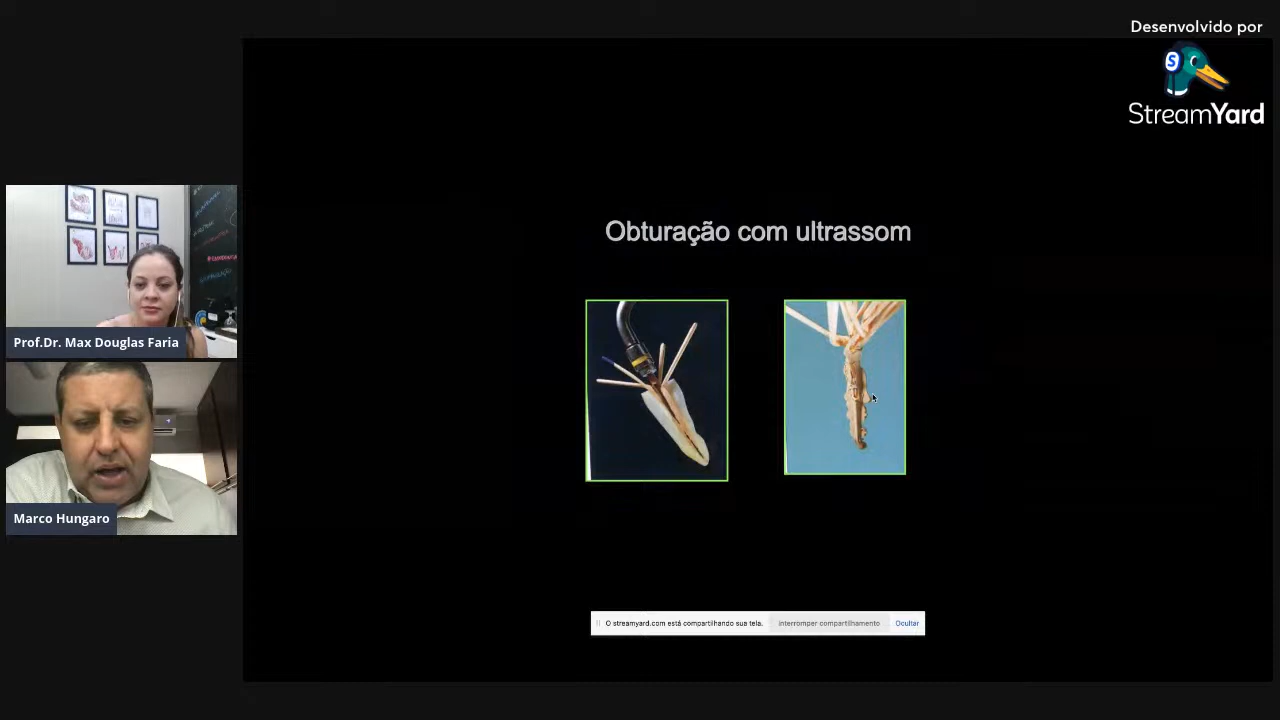 Desenvolvido por
S
StreamYard
Obturação com ultrassom
Prof.Dr. Max Douglas Faria
Marco Hungaro
O streamyard.com está compartilhando sua tela.
Interromper compartilhamento
Ocultar